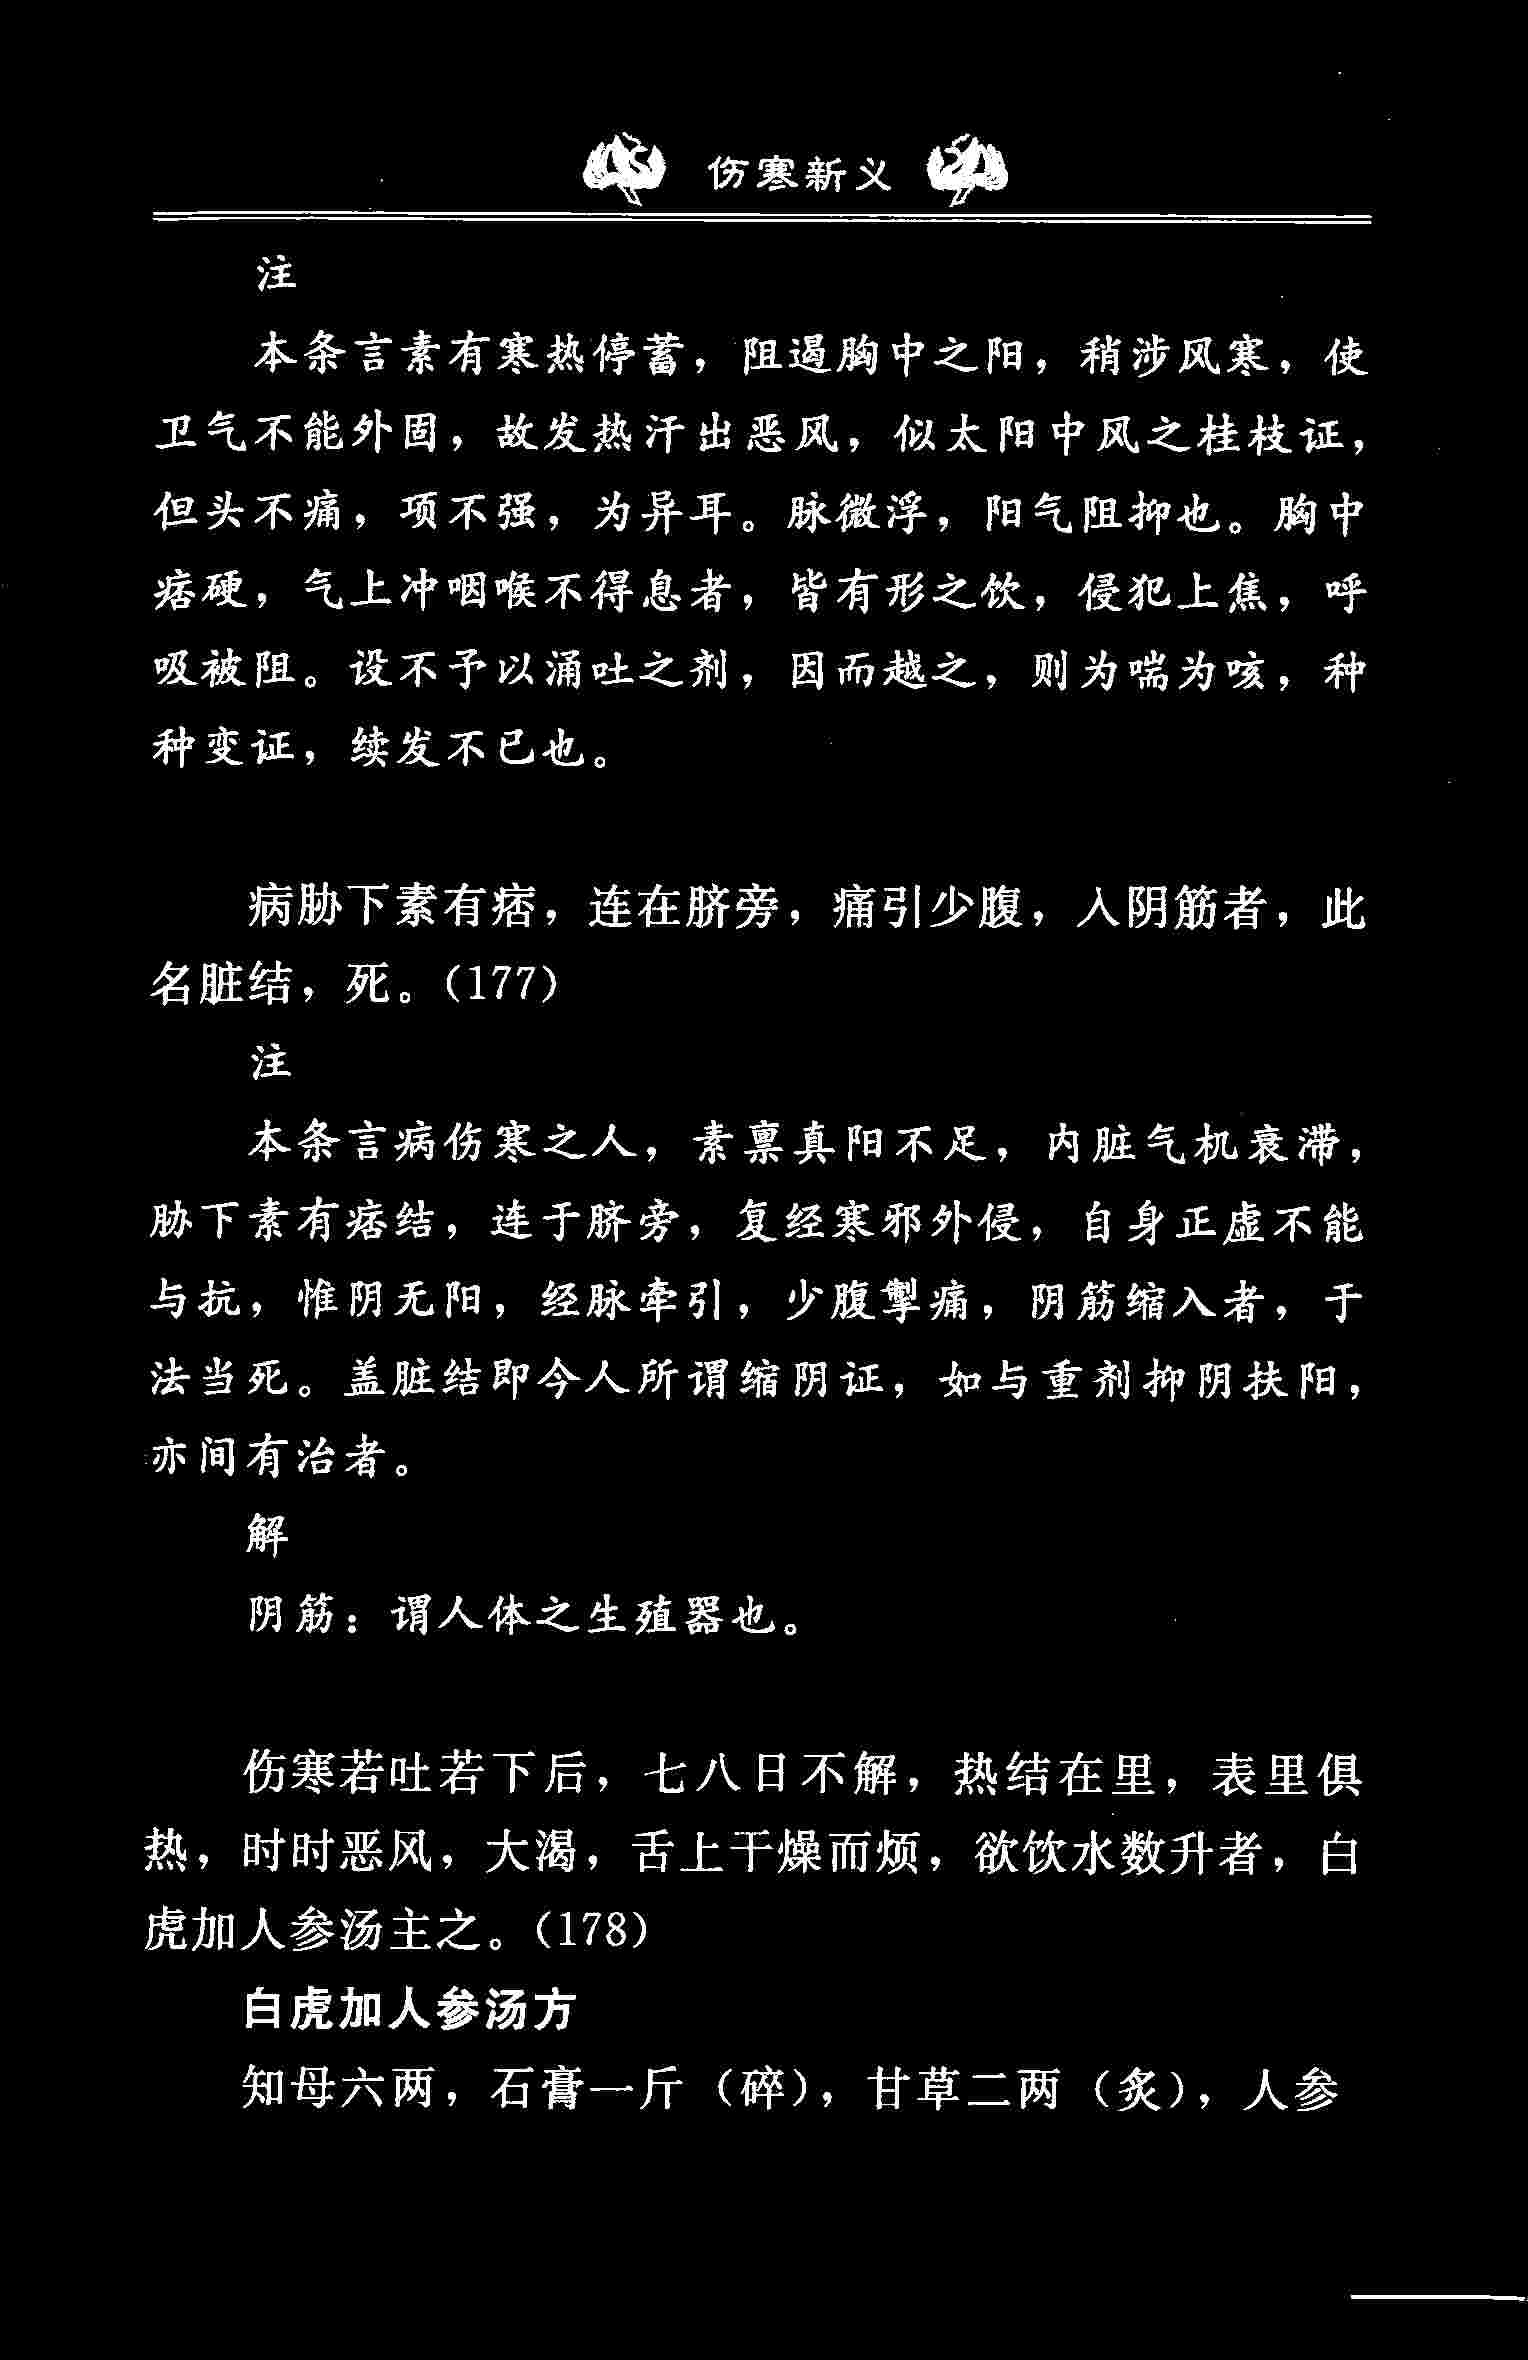 伤寒新义
注
本条言素有寒热停蓄，阻遏胸中之阳，稍涉风寒，使
卫气不能外固，故发热汗出恶风，似太阳中风之桂枝证，
但头不痛，项不强，为异耳。脉微浮，阳气阻抑也。胸中
痞硬，气上冲咽喉不得息者，皆有形之饮，侵犯上焦，呼
吸被阻。设不予以涌吐之剂，因而越之，则为喘为咳，种
种变证，续发不已也。
病胁下素有痞，连在脐旁，痛引少腹，入阴筋者，此
名脏结，死。(177)
注
本条言病伤寒之人，素禀真阳不足，内脏气机衰滞，
胁下素有痞结，连于脐旁，复经寒邪外侵，自身正虚不能
与抗，惟阴无阳，经脉牵引，少腹掣痛，阴筋缩入者，于
法当死。盖脏结即今人所谓缩阴证，如与重剂抑阴扶阳，
亦间有治者。
解
阴筋：谓人体之生殖器也。
伤寒若吐若下后，七八日不解，热结在里，表里俱
热，时时恶风，大渴，舌上干燥而烦，欲饮水数升者，白
虎加人参汤主之。(178)
白虎加人参汤方
知母六两，石膏一斤（碎），甘草二两（炙），人参